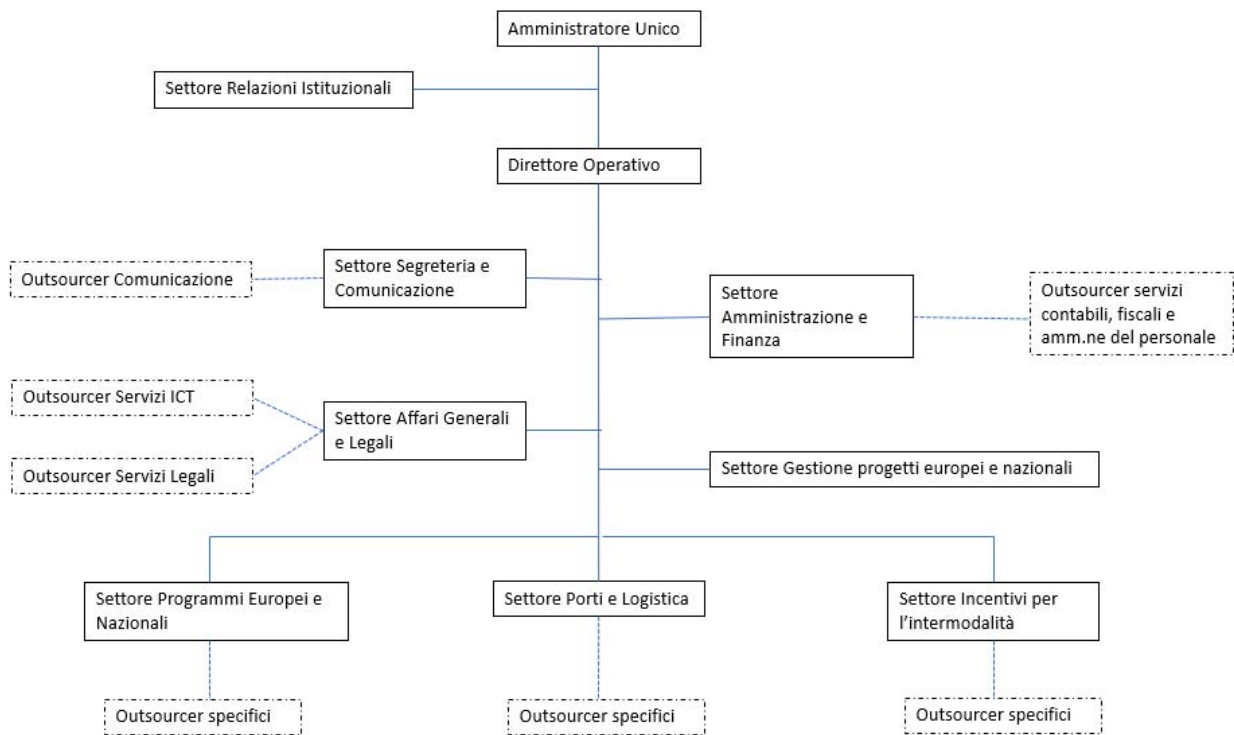 Amministratore Unico
Settore Relazioni Istituzionali
Direttore Operativo
Outsourcer Comunicazione
Settore Segreteria e
Comunicazione
Settore
Amministrazione e
Finanza
Outsourcer servizi
contabili, fiscali e
amm.ne del personale
Outsourcer Servizi ICT
Outsourcer Servizi Legali
Settore Affari Generali
e Legali
Settore Gestione progetti europei e nazionali
Settore Programmi Europei e
Nazionali
Settore Porti e Logistica
Settore Incentivi per
l’intermodalità
Outsourcer specifici
Outsourcer specifici
Outsourcer specifici